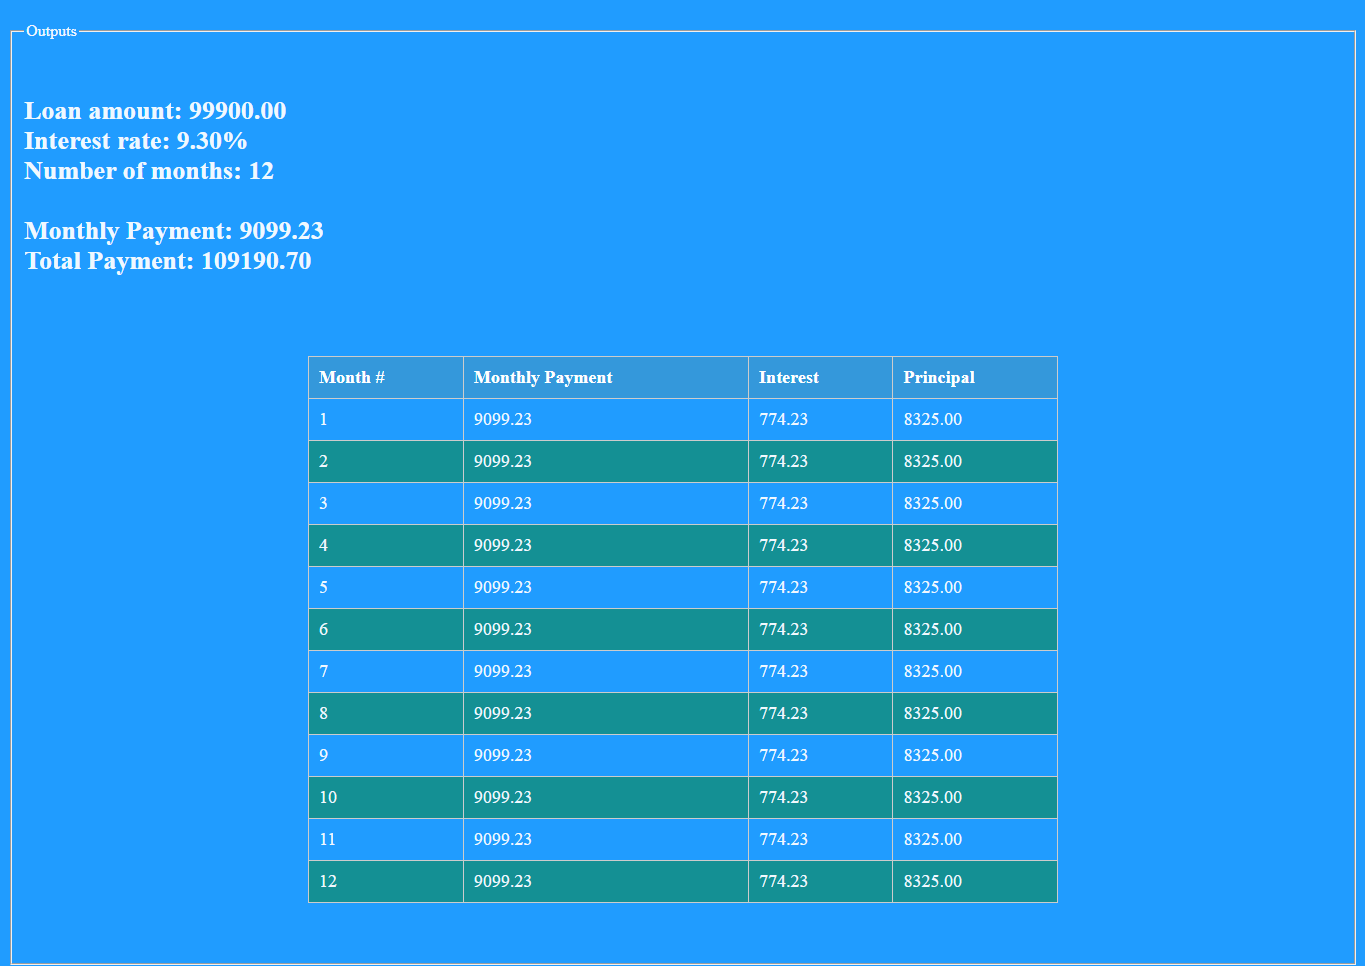 Outputs
Loan amount: 99900.00
Interest rate: 9.30%
Number of months: 12
Monthly Payment: 9099.23
Total Payment: 109190.70
Month # Monthly Payment Interest Principal
1 9099.23 774.23 8325.00
2 9099.23 774.23 8325.00
3 9099.23 774.23 8325.00
4 9099.23 774.23 8325.00
5 9099.23 774.23 8325.00
6 9099.23 774.23 8325.00
7 9099.23 774.23 8325.00
8 9099.23 774.23 8325.00
9 9099.23 774.23 8325.00
10 9099.23 774.23 8325.00
11 9099.23 774.23 8325.00
12 9099.23 774.23 8325.00